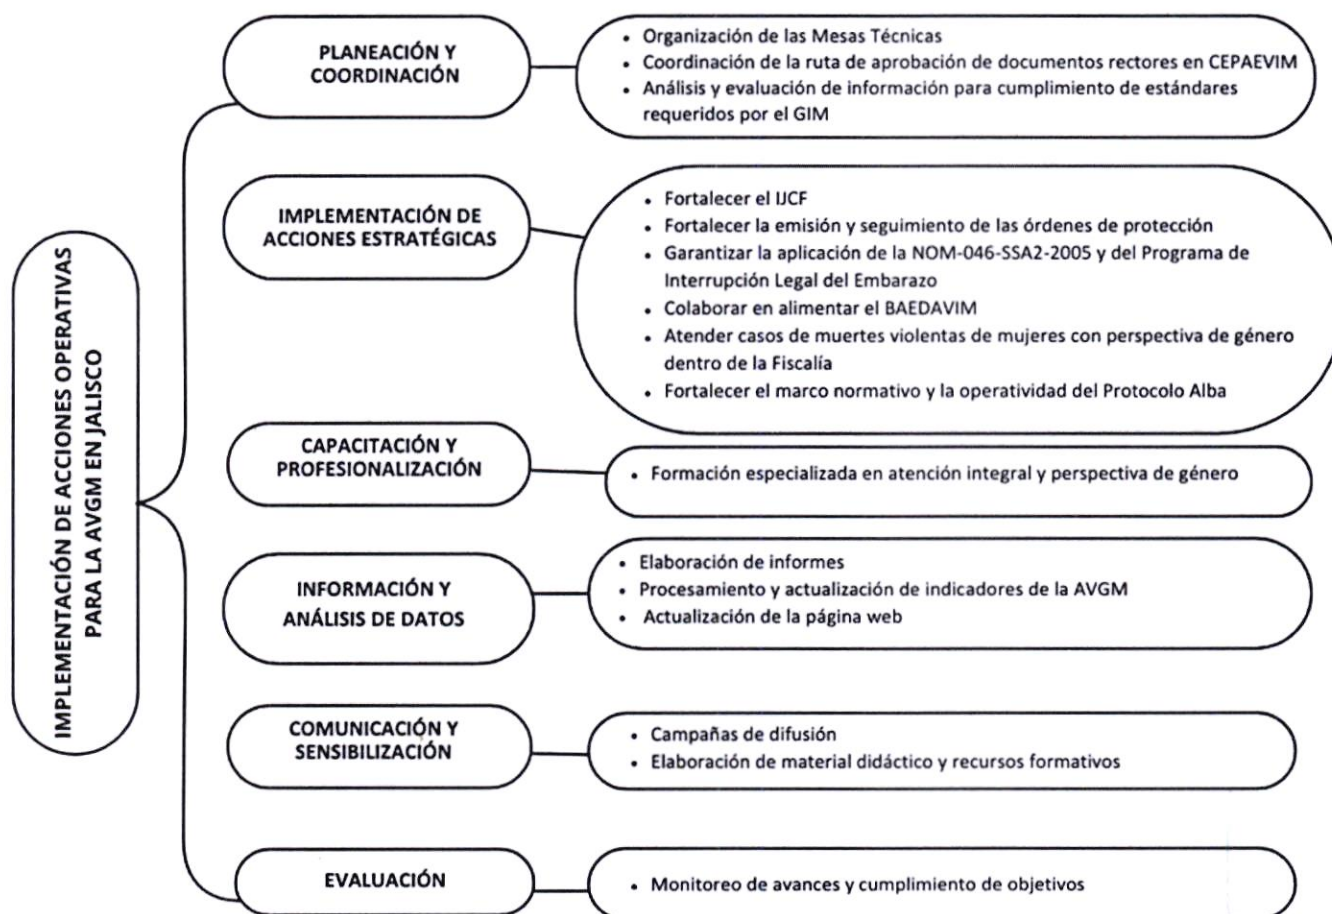 IMPLEMENTACIÓN DE ACCIONES OPERATIVAS
PARA LA AVGM EN JALISCO
PLANEACIÓN Y
COORDINACIÓN
• Organización de las Mesas Técnicas
• Coordinación de la ruta de aprobación de documentos rectores en CEPAEVIM
• Análisis y evaluación de información para cumplimiento de estándares
requeridos por el GIM
IMPLEMENTACIÓN DE
ACCIONES ESTRATÉGICAS
• Fortalecer el IJCF
• Fortalecer la emisión y seguimiento de las órdenes de protección
• Garantizar la aplicación de la NOM-046-SSA2-2005 y del Programa de
Interrupción Legal del Embarazo
• Colaborar en alimentar el BAEDAVIM
• Atender casos de muertes violentas de mujeres con perspectiva de género
dentro de la Fiscalía
• Fortalecer el marco normativo y la operatividad del Protocolo Alba
CAPACITACIÓN Y
PROFESIONALIZACIÓN
• Formación especializada en atención integral y perspectiva de género
INFORMACIÓN Y
ANÁLISIS DE DATOS
• Elaboración de informes
• Procesamiento y actualización de indicadores de la AVGM
• Actualización de la página web
COMUNICACIÓN Y
SENSIBILIZACIÓN
• Campañas de difusión
• Elaboración de material didáctico y recursos formativos
EVALUACIÓN
• Monitoreo de avances y cumplimiento de objetivos